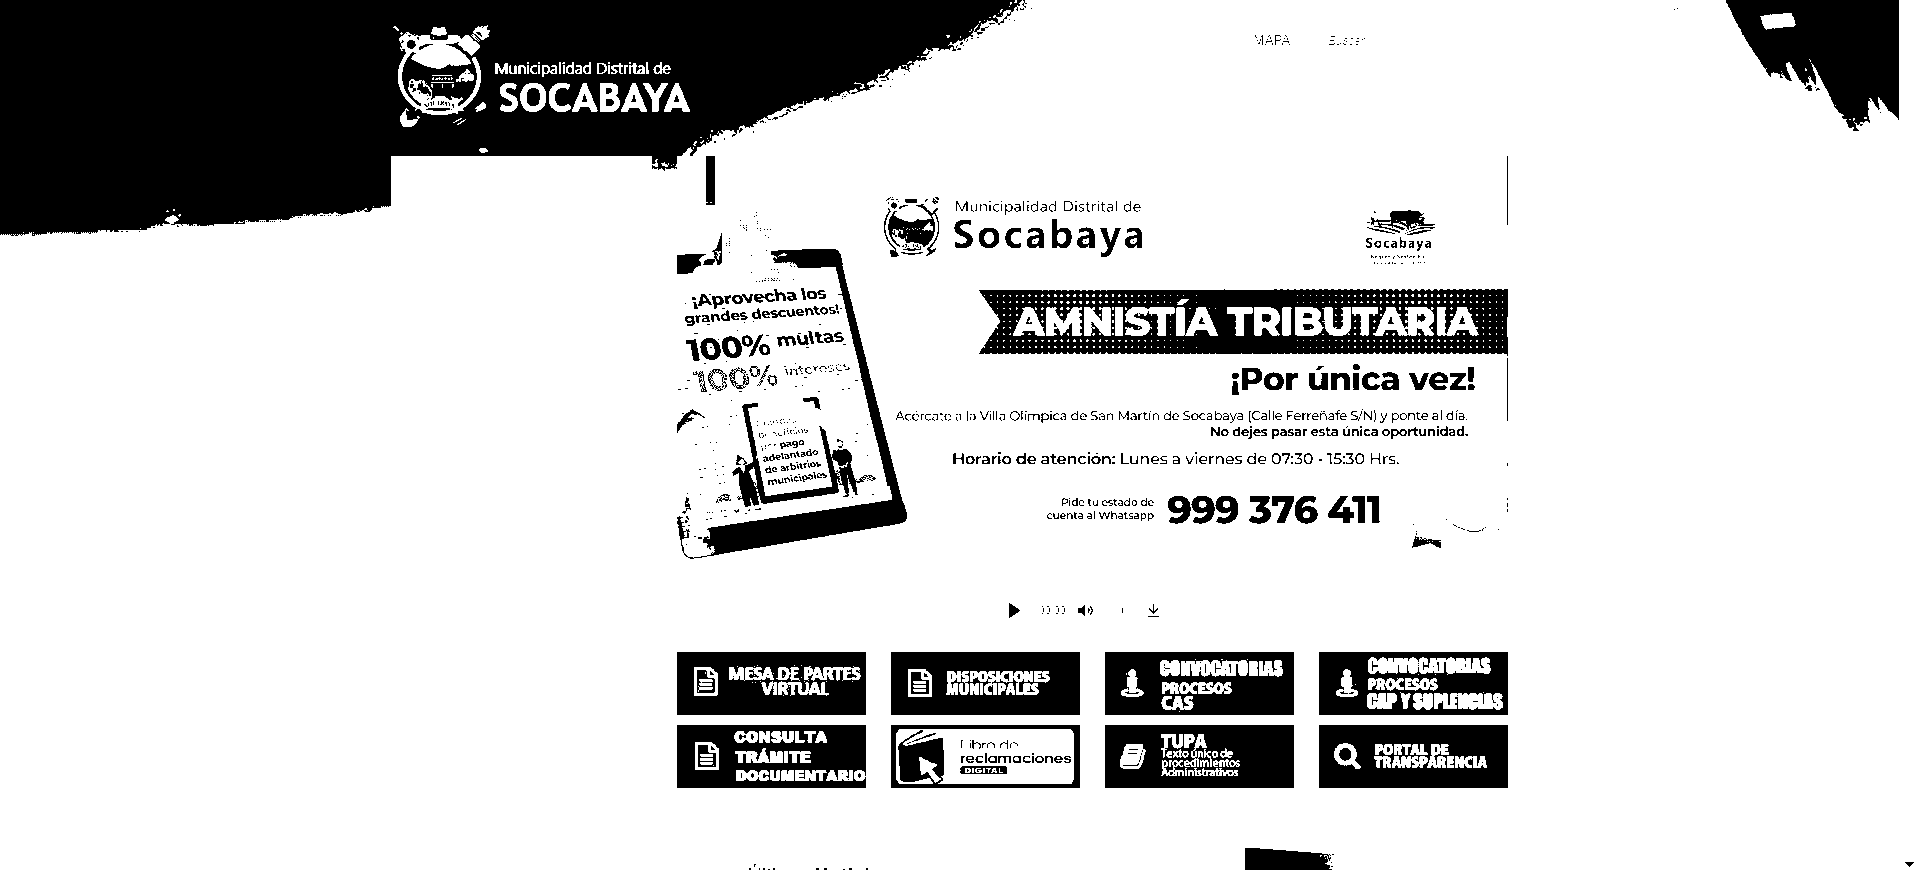 MAPA
Buscar
Municipalidad Distrital de
SOCABAYA
Municipalidad Distrital de
Socabaya
Socabaya
¡Aprovecha los
grandes descuentos!
100% multas
100% intereses
pago
adelantado
de arbitrios
municipales
AMNISTÍA TRIBUTARIA
¡Por única vez!
Acércate a la Villa Olímpica de San Martín de Socabaya (Calle Ferreñafe S/N) y ponte al día.
No dejes pasar esta única oportunidad.
Horario de atención: Lunes a viernes de 07:30 - 15:30 Hrs.
Pide tu estado de
cuenta al Whatsapp
999 376 411
MESA DE PARTES
VIRTUAL
DISPOSICIONES
MUNICIPALES
CONVOCATORIAS
PROCESOS
CAS
CONVOCATORIAS
PROCESOS
CAP Y SUPLENCIAS
CONSULTA
TRÁMITE
DOCUMENTARIO
Libro de
reclamaciones
DIGITAL
TUPA
Texto único de
procedimientos
Administrativos
PORTAL DE
TRANSPARENCIA